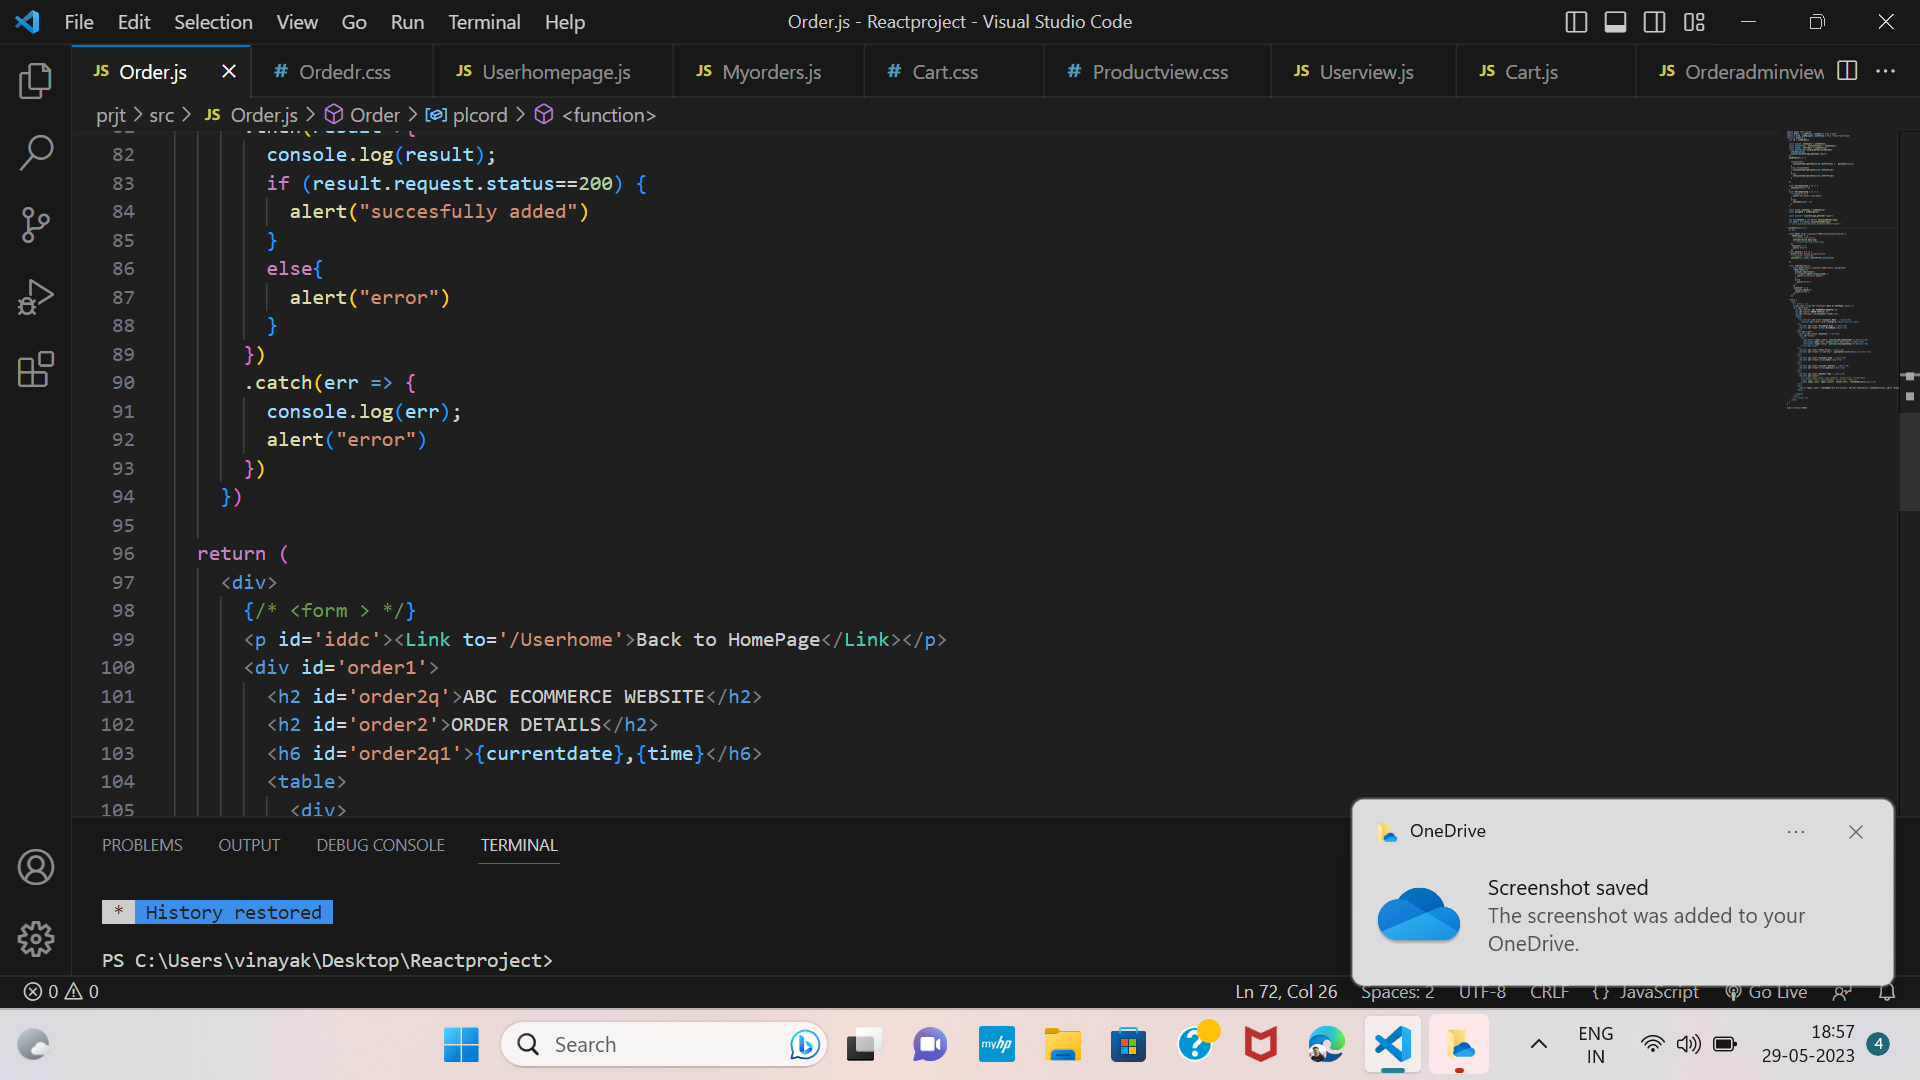 File Edit Selection View Go Run Terminal Help Order.js - Reactproject - Visual Studio Code
JS Order.js # Ordedr.css JS Userhomepage.js JS Myorders.js # Cart.css # Productview.css JS Userview.js JS Cart.js JS Orderadminview
prjt > src > JS Order.js > Order > plcord > <function>
82 console.log(result);
83 if (result.request.status==200) {
84 alert("succesfully added")
85 }
86 else{
87 alert("error")
88 }
89 })
90 .catch(err => {
91 console.log(err);
92 alert("error")
93 })
94 })
95
96 return (
97 <div>
98 {/* <form > */}
99 <p id='iddc'><Link to='/Userhome'>Back to HomePage</Link></p>
100 <div id='order1'>
101 <h2 id='order2q'>ABC ECOMMERCE WEBSITE</h2>
102 <h2 id='order2'>ORDER DETAILS</h2>
103 <h6 id='order2q1'>{currentdate},{time}</h6>
104 <table>
105 <div>
PROBLEMS OUTPUT DEBUG CONSOLE TERMINAL
* History restored
PS C:\Users\vinayak\Desktop\Reactproject>
OneDrive
Screenshot saved
The screenshot was added to your
OneDrive.
0 0 Ln 72, Col 26 Spaces: 2 UTF-8 CRLF {} JavaScript Go Live
Search
myhp
ENG
IN
18:57
29-05-2023
4